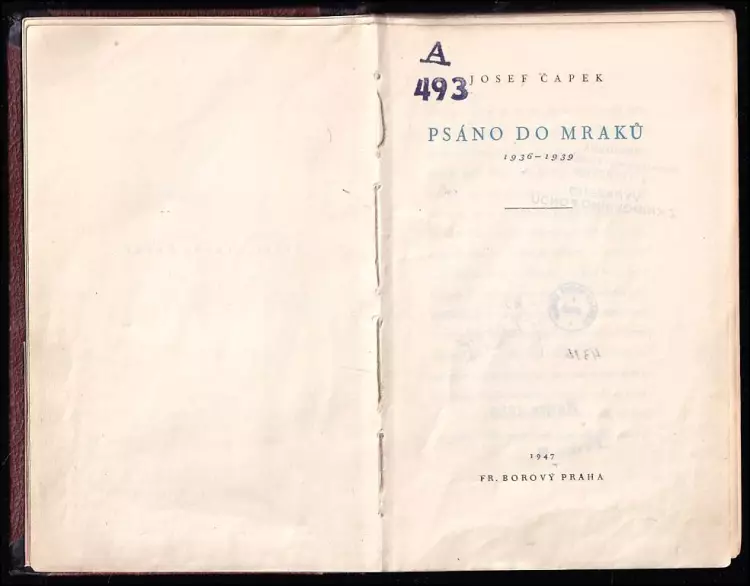 A
493
JOSEF ČAPEK
PSÁNO DO MRAKŮ
1936–1939
1947
FR. BOROVÝ PRAHA